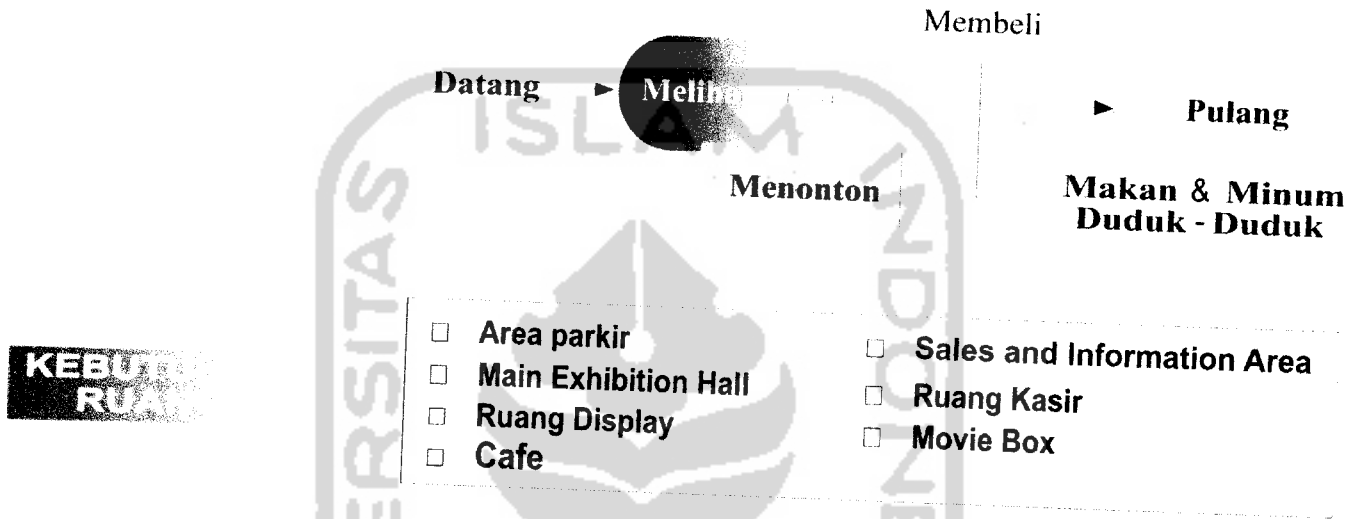 Membeli
Datang
Pulang
Menonton
Makan & Minum
Duduk - Duduk
ISLAM
Area parkir
Main Exhibition Hall
Ruang Display
Cafe
Sales and Information Area
Ruang Kasir
Movie Box